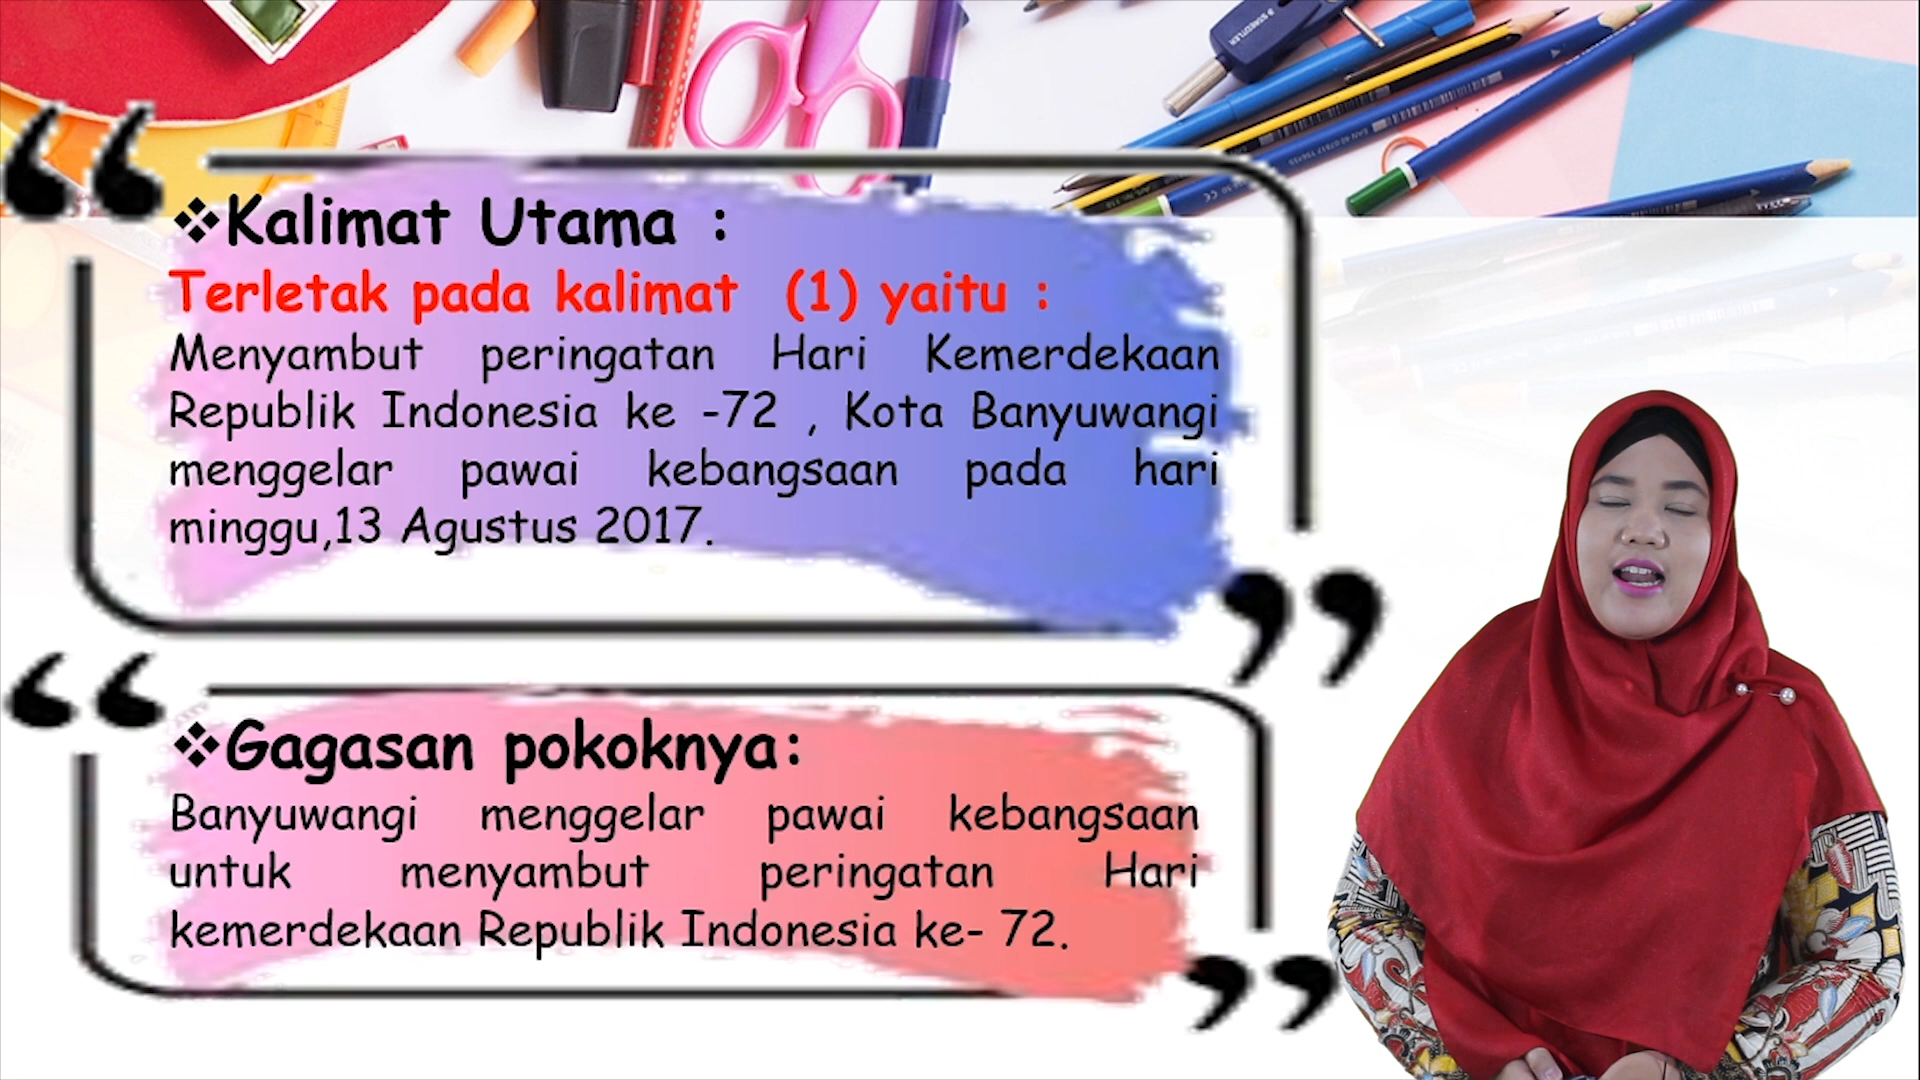 STAEDTLER
❖Kalimat Utama :
Terletak pada kalimat (1) yaitu :
Menyambut peringatan Hari Kemerdekaan
Republik Indonesia ke -72 , Kota Banyuwangi
menggelar pawai kebangsaan pada hari
minggu,13 Agustus 2017.
❖Gagasan pokoknya:
Banyuwangi menggelar pawai kebangsaan
untuk menyambut peringatan Hari
kemerdekaan Republik Indonesia ke- 72.